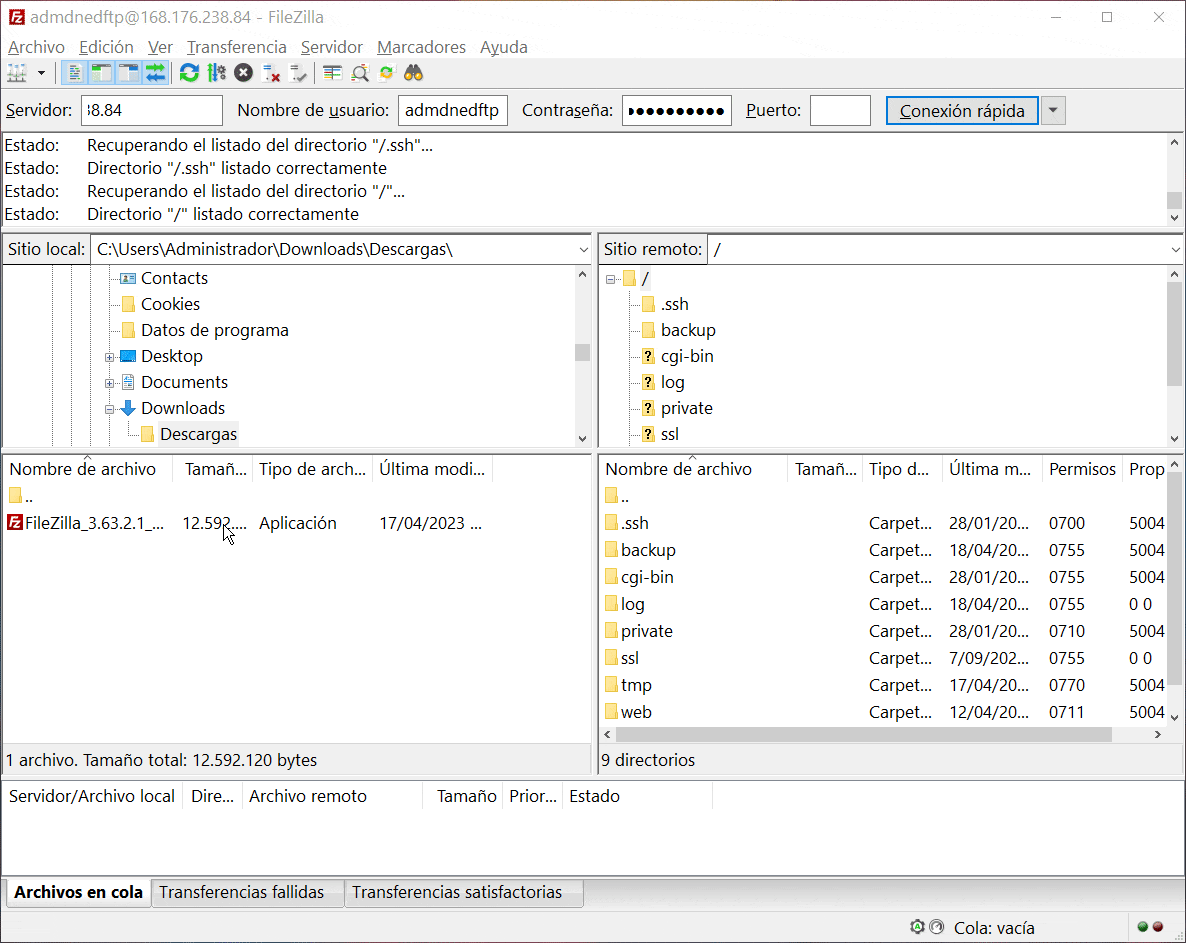 admdnedftp@168.176.238.84 - FileZilla
Archivo Edición Ver Transferencia Servidor Marcadores Ayuda
Servidor: 38.84 Nombre de usuario: admdnedftp Contraseña: ●●●●●●●●●● Puerto: Conexión rápida
Estado: Recuperando el listado del directorio "/.ssh"...
Estado: Directorio "/.ssh" listado correctamente
Estado: Recuperando el listado del directorio "/"...
Estado: Directorio "/" listado correctamente
Sitio local: C:\Users\Administrador\Downloads\Descargas\
Contacts
Cookies
Datos de programa
Desktop
Documents
Downloads
Descargas
Sitio remoto: /
/
.ssh
backup
cgi-bin
log
private
ssl
Nombre de archivo Tamañ... Tipo de arch... Última modi...
..
FileZilla_3.63.2.1_... 12.592.... Aplicación 17/04/2023 ...
1 archivo. Tamaño total: 12.592.120 bytes
Nombre de archivo Tamañ... Tipo d... Última m... Permisos Prop
..
.ssh Carpet... 28/01/20... 0700 5004
backup Carpet... 18/04/20... 0755 5004
cgi-bin Carpet... 28/01/20... 0755 5004
log Carpet... 18/04/20... 0755 0 0
private Carpet... 28/01/20... 0710 5004
ssl Carpet... 7/09/202... 0755 0 0
tmp Carpet... 17/04/20... 0770 5004
web Carpet... 12/04/20... 0711 5004
9 directorios
Servidor/Archivo local Dire... Archivo remoto Tamaño Prior... Estado
Archivos en cola Transferencias fallidas Transferencias satisfactorias
Cola: vacía